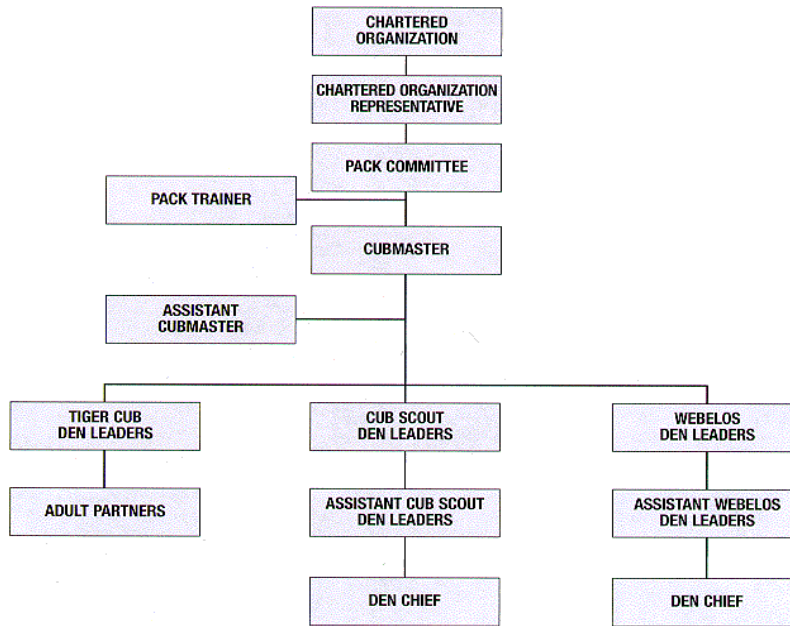 CHARTERED
ORGANIZATION
CHARTERED ORGANIZATION
REPRESENTATIVE
PACK COMMITTEE
PACK TRAINER
CUBMASTER
ASSISTANT
CUBMASTER
TIGER CUB
DEN LEADERS
CUB SCOUT
DEN LEADERS
WEBELOS
DEN LEADERS
ADULT PARTNERS
ASSISTANT CUB SCOUT
DEN LEADERS
ASSISTANT WEBELOS
DEN LEADERS
DEN CHIEF
DEN CHIEF